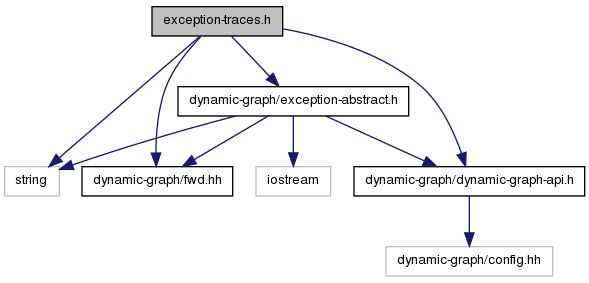 exception-traces.h
dynamic-graph/exception-abstract.h
string
dynamic-graph/fwd.hh
iostream
dynamic-graph/dynamic-graph-api.h
dynamic-graph/config.hh